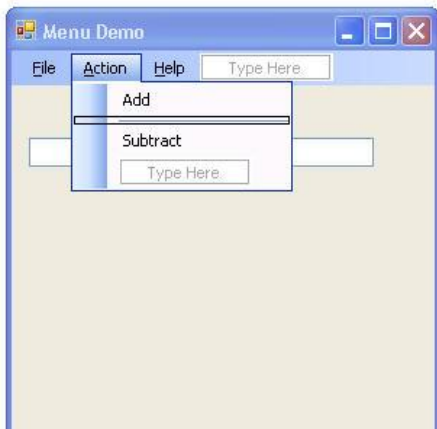 Menu Demo
File Action Help Type Here
Add
Subtract
Type Here